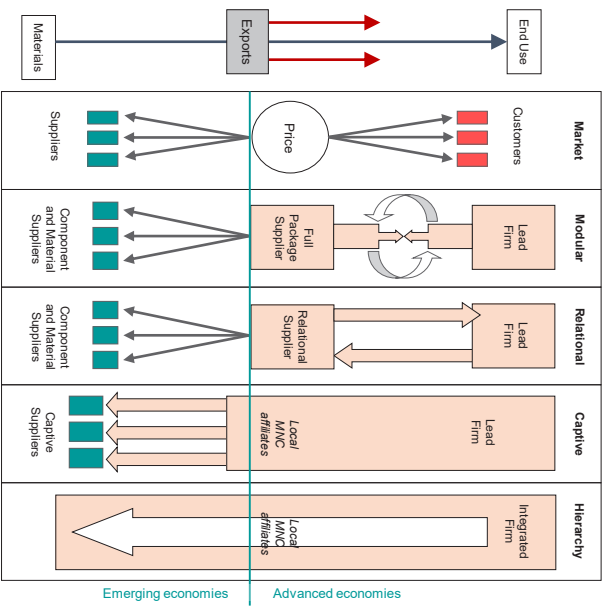 Materials
Exports
End Use
Suppliers
Price
Customers
Market
Component
and Material
Suppliers
Full
Package
Supplier
Lead
Firm
Modular
Component
and Material
Suppliers
Relational
Supplier
Lead
Firm
Relational
Captive
Suppliers
Local
MNC
affiliates
Lead
Firm
Captive
Local
MNC
affiliates
Integrated
Firm
Hierarchy
Emerging economies
Advanced economies